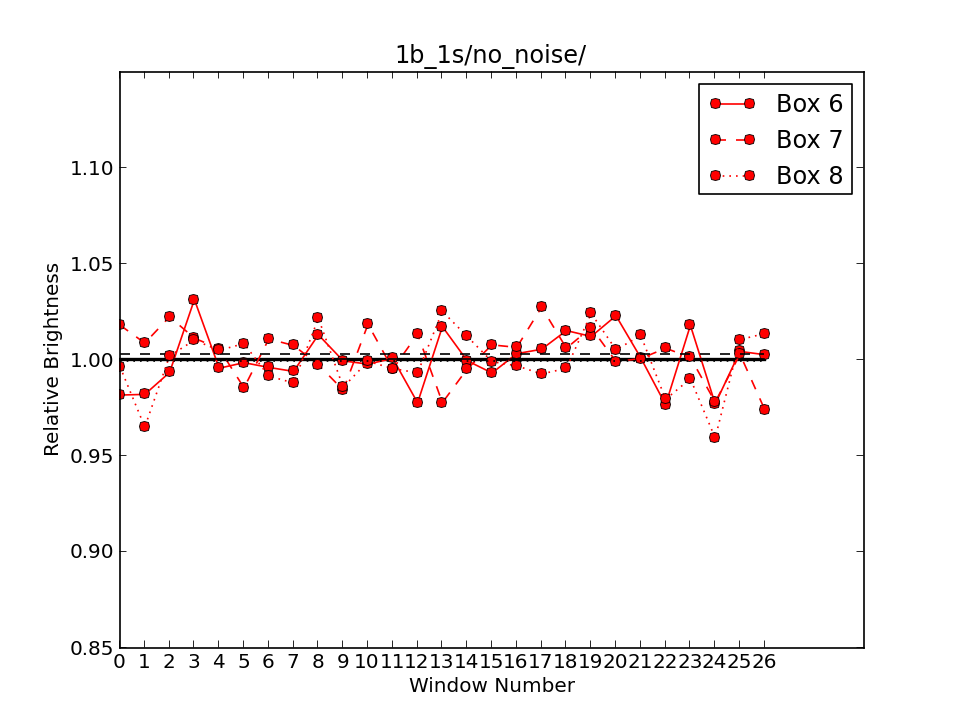 1b_1s/no_noise/
Box 6
Box 7
Box 8
1.10
1.05
1.00
0.95
0.90
0.85
Relative Brightness
0 1 2 3 4 5 6 7 8 9 10 11 12 13 14 15 16 17 18 19 20 21 22 23 24 25 26
Window Number